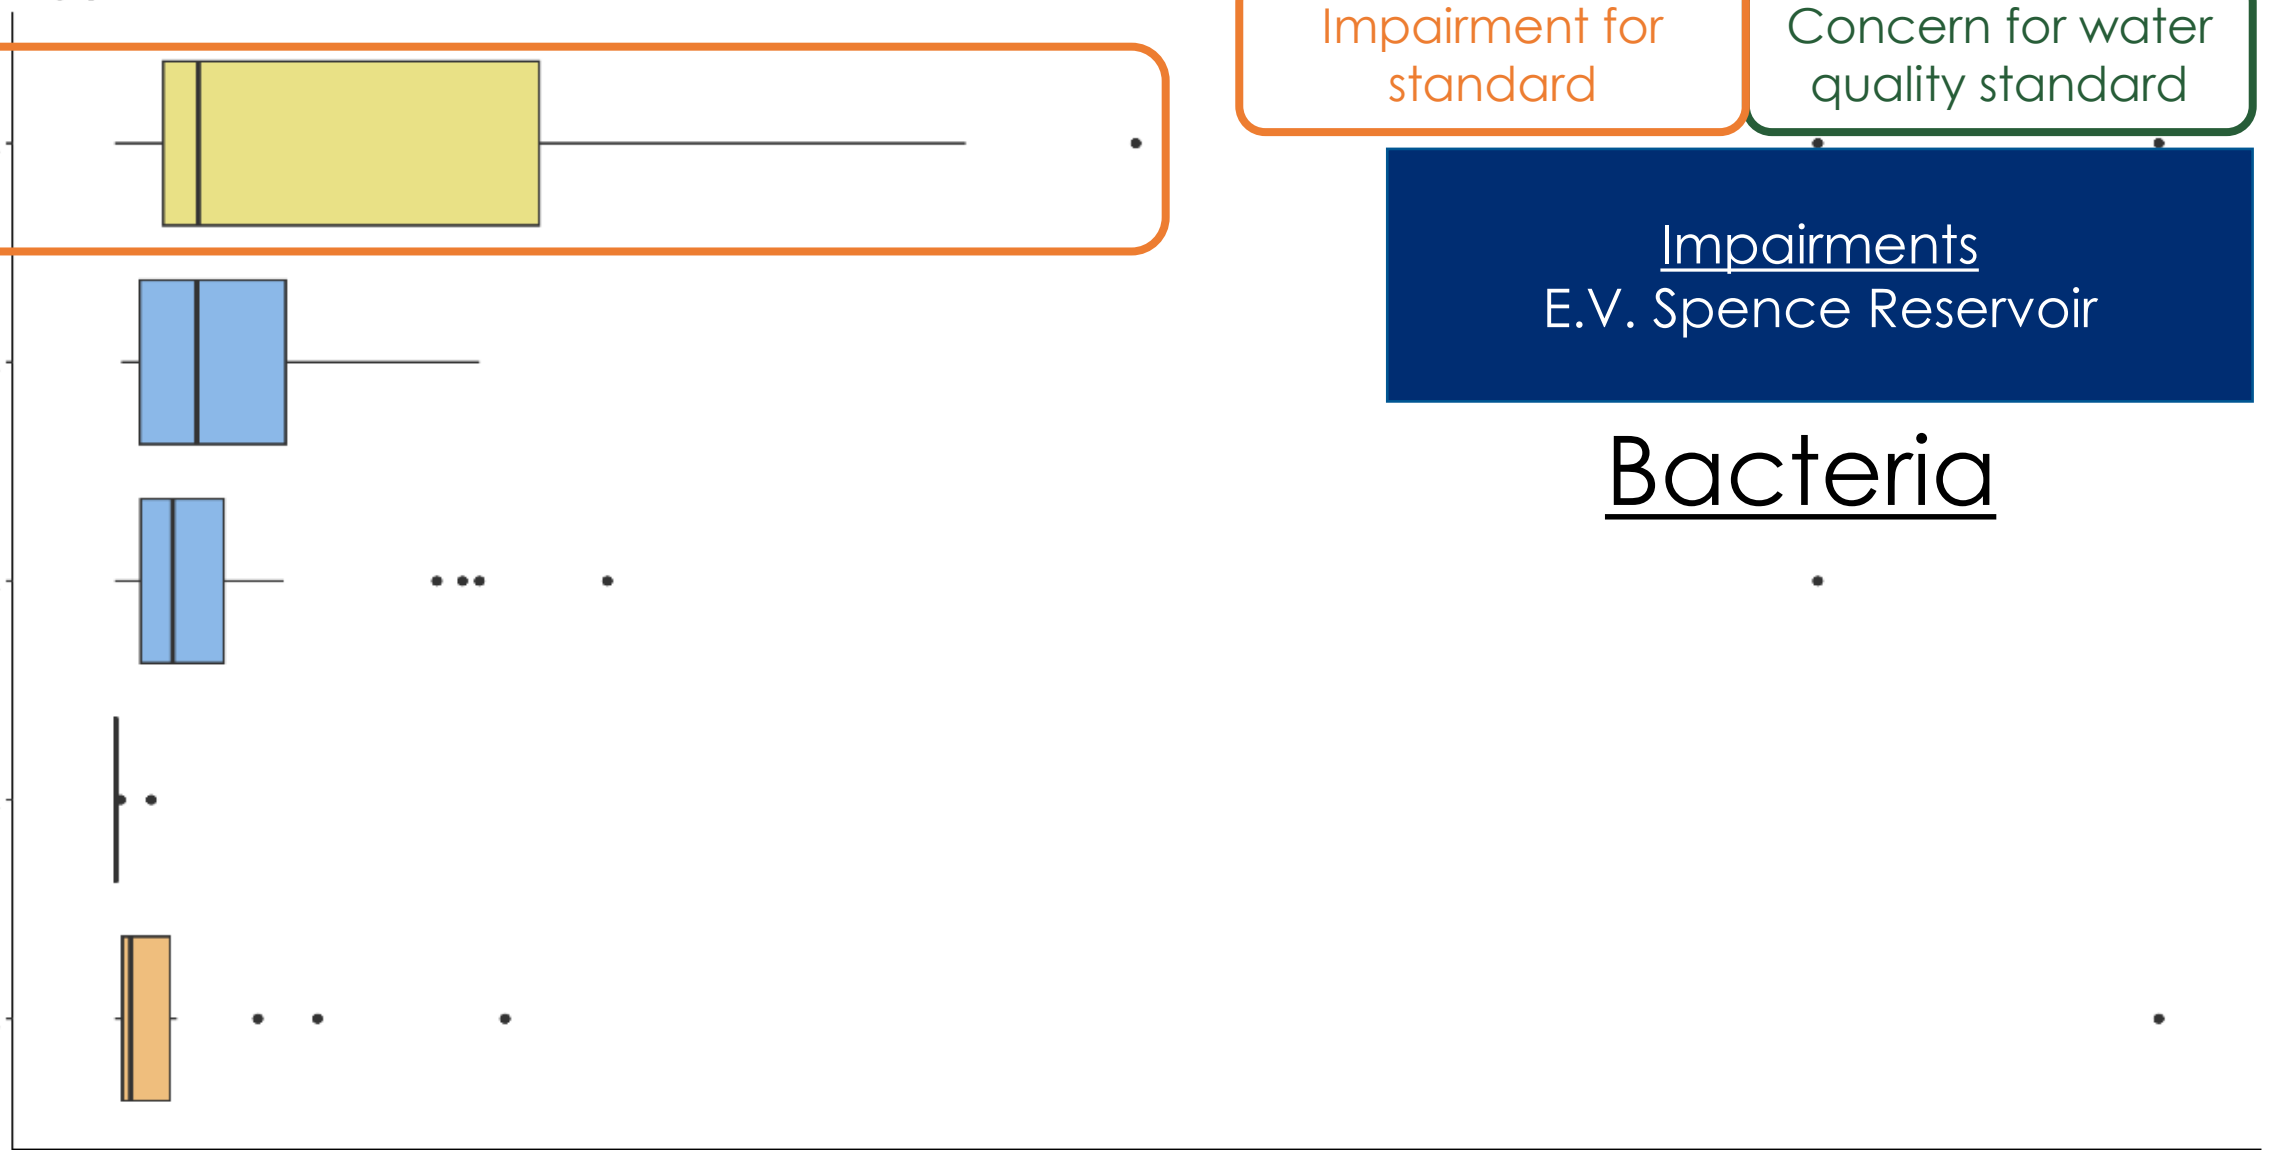 Impairment for
standard
Concern for water
quality standard
Impairments
E.V. Spence Reservoir
Bacteria